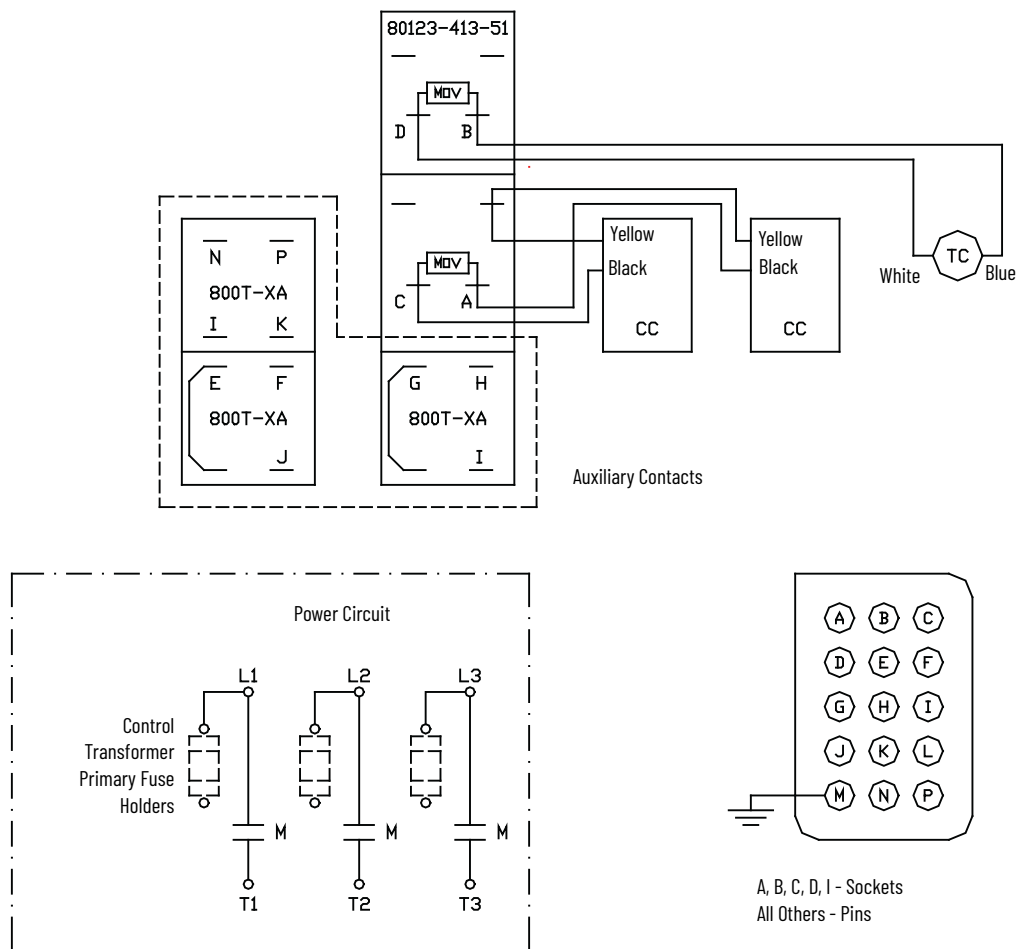 80123-413-51
MOV
D B
MOV
C A
N P
800T-XA
I K
E F
800T-XA
J
G H
800T-XA
I
Yellow
Black
CC
Yellow
Black
CC
White
TC
Blue
Auxiliary Contacts
Power Circuit
L1 L2 L3
Control
Transformer
Primary Fuse
Holders
M M M
T1 T2 T3
A B C
D E F
G H I
J K L
M N P
A, B, C, D, I - Sockets
All Others - Pins